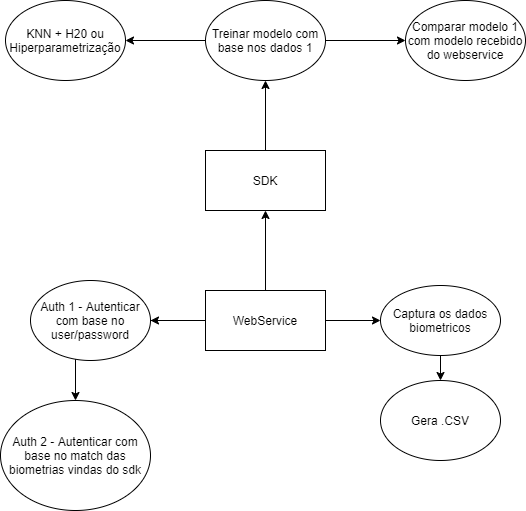 KNN + H20 ou
Hiperparametrização
Treinar modelo com
base nos dados 1
Comparar modelo 1
com modelo recebido
do webservice
SDK
Auth 1 - Autenticar
com base no
user/password
WebService
Captura os dados
biometricos
Auth 2 - Autenticar com
base no match das
biometrias vindas do sdk
Gera .CSV